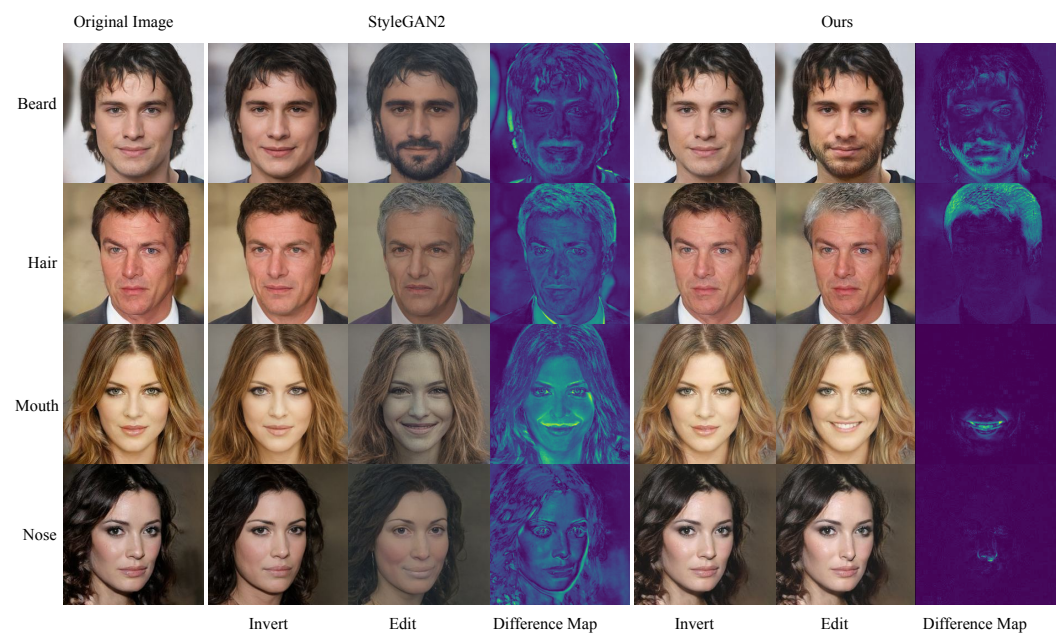 Original Image StyleGAN2 Ours
Beard
Hair
Mouth
Nose
Invert Edit Difference Map Invert Edit Difference Map